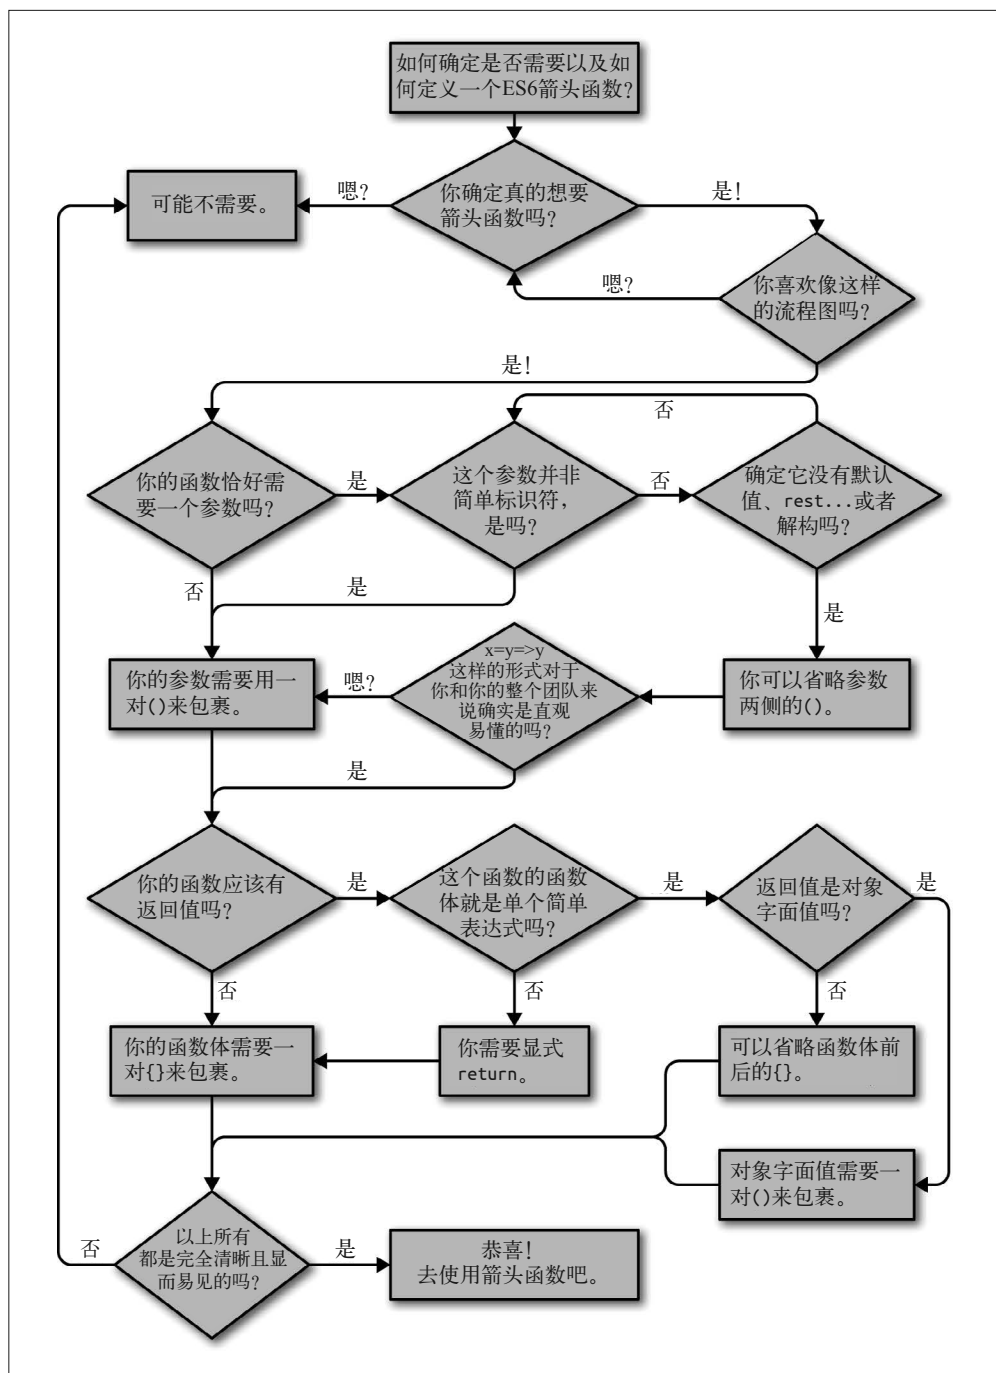 如何确定是否需要以及如
何定义一个ES6箭头函数?
可能不需要。
嗯?
你确定真的想要
箭头函数吗?
是!
嗯?
你喜欢像这样
的流程图吗?
是!
否
你的函数恰好需
要一个参数吗?
是
这个参数并非
简单标识符，
是吗?
否
确定它没有默认
值、rest...或者
解构吗?
否
是
是
你的参数需要用一
对()来包裹。
嗯?
x=y=>y
这样的形式对于
你和你的整个团队来
说确实是直观
易懂的吗?
你可以省略参数
两侧的()。
是
你的函数应该有
返回值吗?
是
这个函数的函数
体就是单个简单
表达式吗?
是
返回值是对象
字面值吗?
是
否
否
否
你的函数体需要一
对{}来包裹。
你需要显式
return。
可以省略函数体前
后的{}。
对象字面值需要一
对()来包裹。
否
以上所有
都是完全清晰且显
而易见的吗?
是
恭喜!
去使用箭头函数吧。